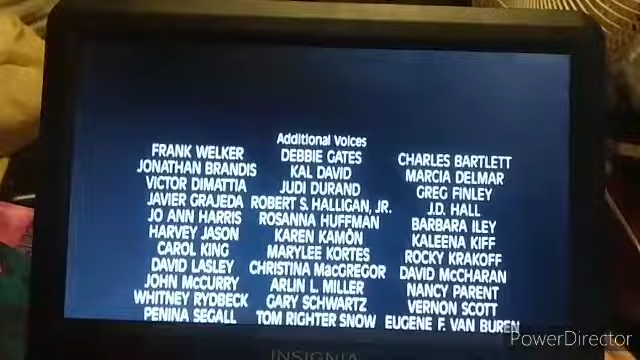 Additional Voices
FRANK WELKER DEBBIE GATES CHARLES BARTLETT
JONATHAN BRANDIS KAL DAVID MARCIA DELMAR
VICTOR DIMATTIA JUDI DURAND GREG FINLEY
JAVIER GRAJEDA ROBERT S. HALLIGAN, JR. J.D. HALL
JO ANN HARRIS ROSANNA HUFFMAN BARBARA ILEY
HARVEY JASON KAREN KAMÒN KALEENA KIFF
CAROL KING MARYLEE KORTES ROCKY KRAKOFF
DAVID LASLEY CHRISTINA MacGREGOR DAVID McCHARAN
JOHN McCURRY ARLIN L. MILLER NANCY PARENT
WHITNEY RYDBECK GARY SCHWARTZ VERNON SCOTT
PENINA SEGALL TOM RIGHTER SNOW EUGENE F. VAN BUREN
PowerDirector
INSIGNIA